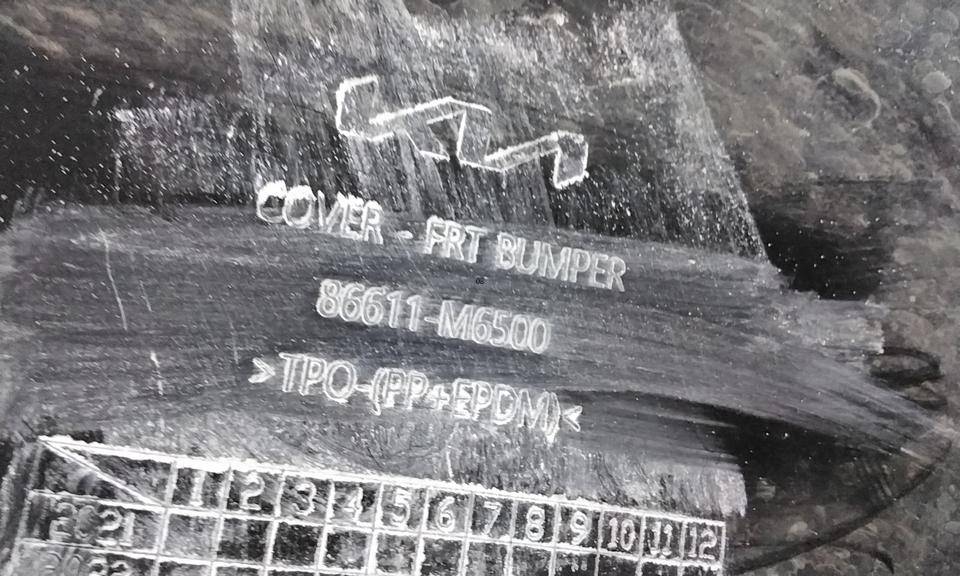 COVER - FRT BUMPER
86611-M6500
>TPO-(PP+EPDM)<
1 2 3 4 5 6 7 8 9 10 11 12
2021
2022